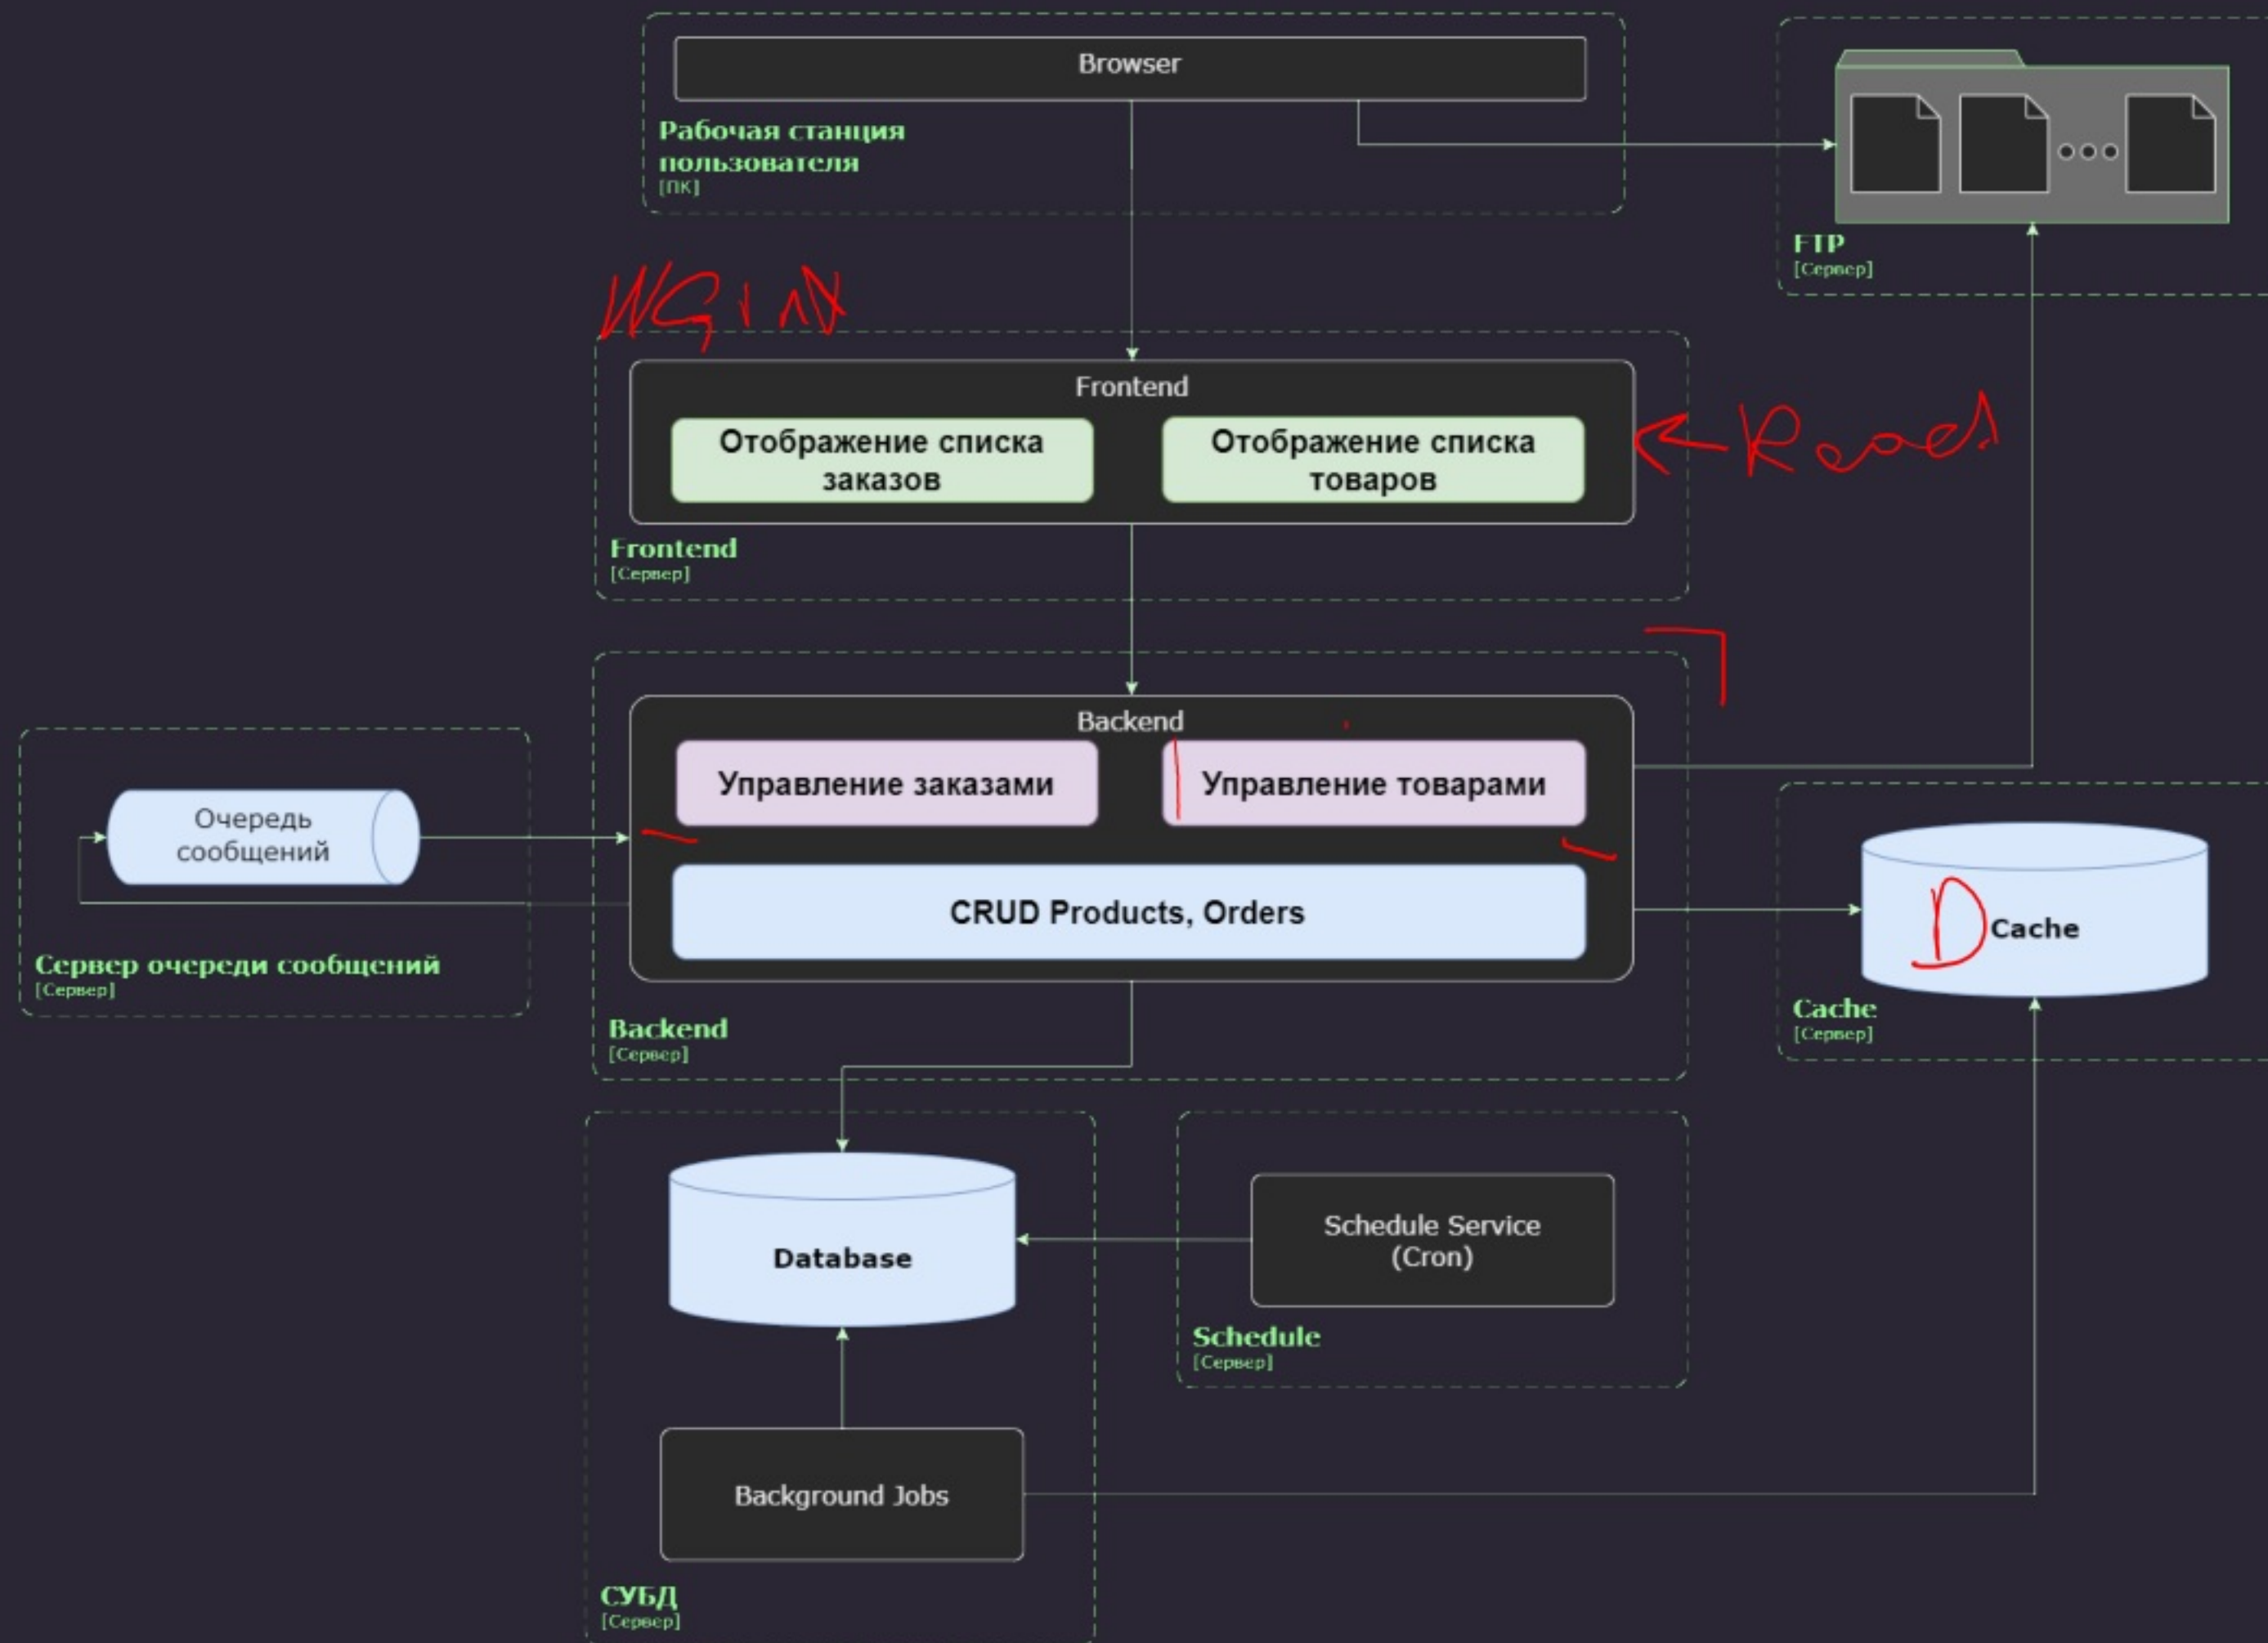 Browser
Рабочая станция
пользователя
[ПК]
FTP
[Сервер]
Frontend
Отображение списка
заказов
Отображение списка
товаров
Frontend
[Сервер]
Backend
Управление заказами
Управление товарами
CRUD Products, Orders
Backend
[Сервер]
Очередь
сообщений
Сервер очереди сообщений
[Сервер]
D Cache
Cache
[Сервер]
Database
Schedule Service
(Cron)
Schedule
[Сервер]
Background Jobs
СУБД
[Сервер]